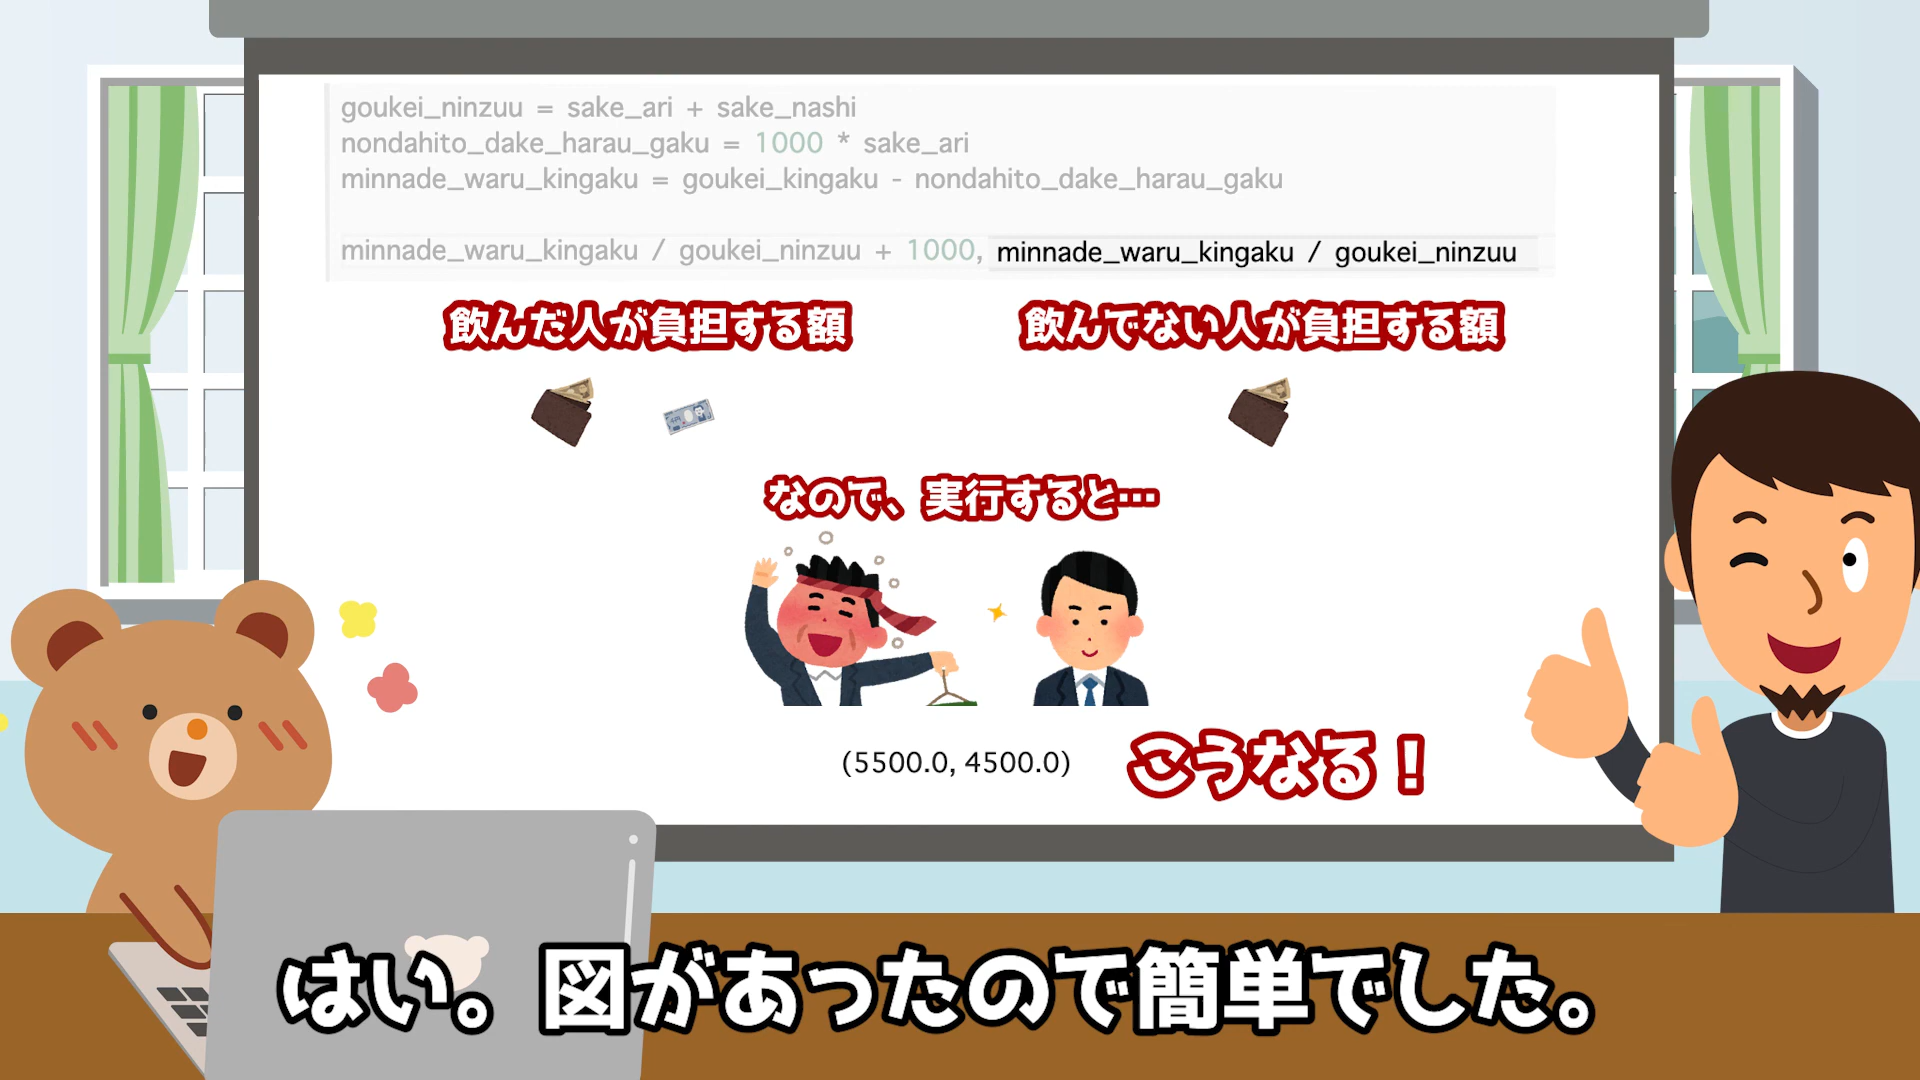 goukei_ninzuu = sake_ari + sake_nashi
nondahito_dake_harau_gaku = 1000 * sake_ari
minnade_waru_kingaku = goukei_kingaku - nondahito_dake_harau_gaku
minnade_waru_kingaku / goukei_ninzuu + 1000, minnade_waru_kingaku / goukei_ninzuu
飲んだ人が負担する額
飲んでない人が負担する額
なので、実行すると…
(5500.0, 4500.0)
こうなる！
はい。図があったので簡単でした。